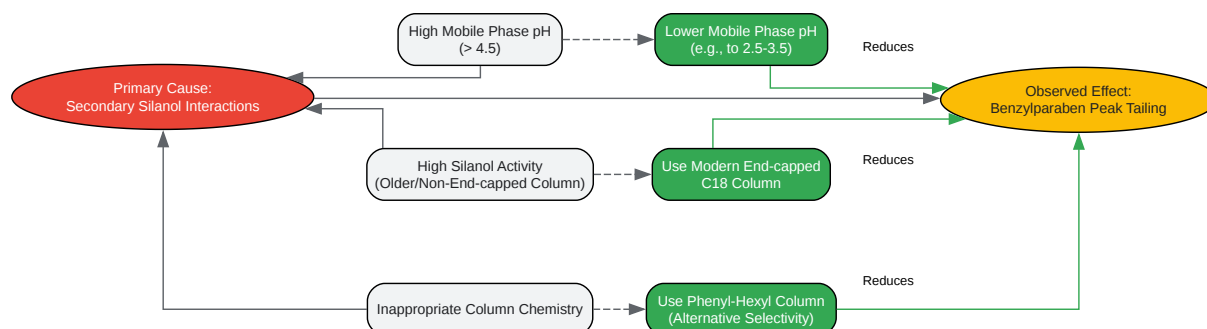 High Mobile Phase pH
(> 4.5)
Lower Mobile Phase pH
(e.g., to 2.5-3.5)
Reduces
Primary Cause:
Secondary Silanol Interactions
Observed Effect:
Benzylparaben Peak Tailing
High Silanol Activity
(Older/Non-End-capped Column)
Use Modern End-capped
C18 Column
Reduces
Inappropriate Column Chemistry
Use Phenyl-Hexyl Column
(Alternative Selectivity)
Reduces